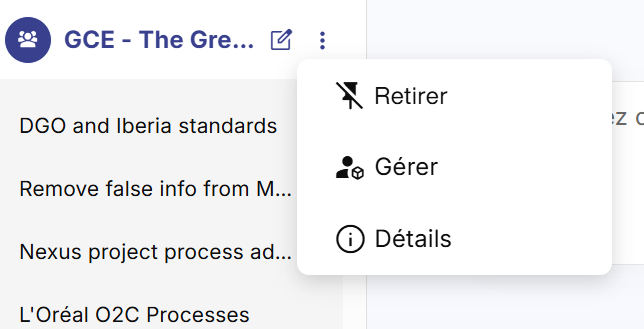 GCE - The Gre...
Retirer
DGO and Iberia standards
Gérer
Remove false info from M...
Détails
Nexus project process ad...
L'Oréal O2C Processes